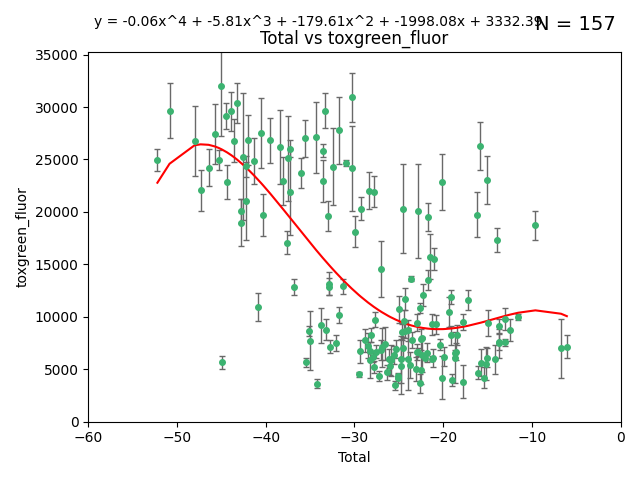 y = -0.06x^4 + -5.81x^3 + -179.61x^2 + -1998.08x + 3332.39
N = 157
Total vs toxgreen_fluor
35000
30000
25000
20000
15000
10000
5000
0
toxgreen_fluor
−60 −50 −40 −30 −20 −10 0
Total